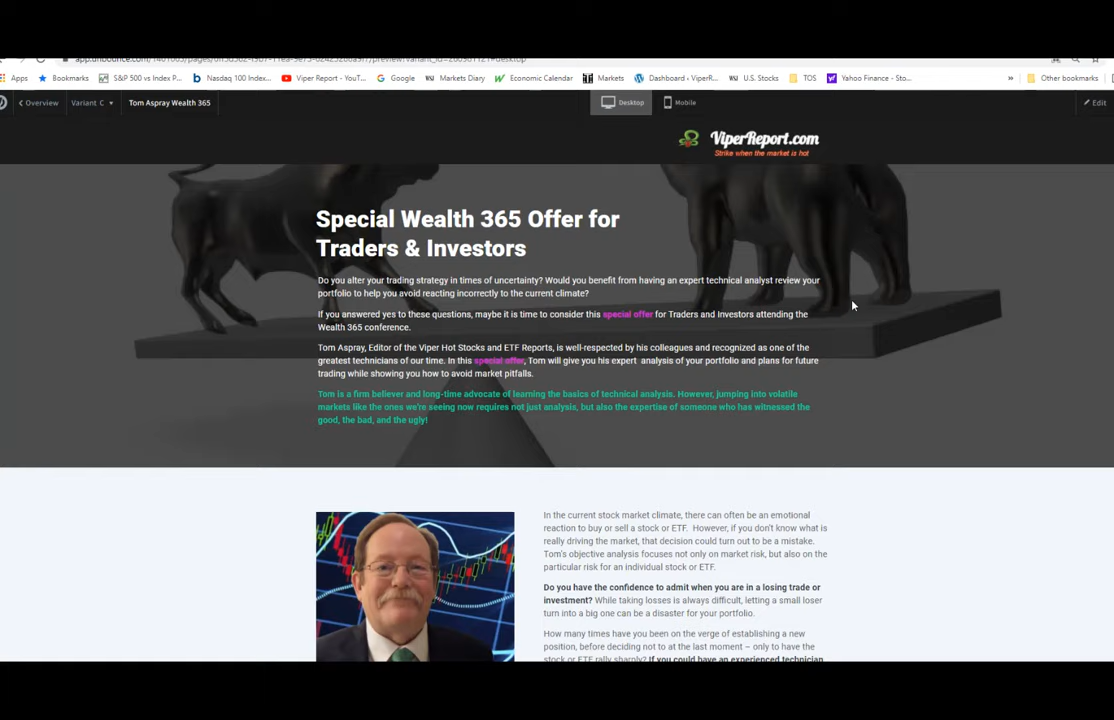 Apps Bookmarks S&P 500 vs Index P... Nasdaq 100 Index... Viper Report - YouT... Google Markets Diary Economic Calendar Markets Dashboard ‹ ViperR... U.S. Stocks TOS Yahoo Finance - Sto... » Other bookmarks
Overview Variant C Tom Aspray Wealth 365 Desktop Mobile Edit
ViperReport.com
Strike when the market is hot
Special Wealth 365 Offer for
Traders & Investors
Do you alter your trading strategy in times of uncertainty? Would you benefit from having an expert technical analyst review your
portfolio to help you avoid reacting incorrectly to the current climate?
If you answered yes to these questions, maybe it is time to consider this special offer for Traders and Investors attending the
Wealth 365 conference.
Tom Aspray, Editor of the Viper Hot Stocks and ETF Reports, is well-respected by his colleagues and recognized as one of the
greatest technicians of our time. In this special offer, Tom will give you his expert analysis of your portfolio and plans for future
trading while showing you how to avoid market pitfalls.
Tom is a firm believer and long-time advocate of learning the basics of technical analysis. However, jumping into volatile
markets like the ones we're seeing now requires not just analysis, but also the expertise of someone who has witnessed the
good, the bad, and the ugly!
In the current stock market climate, there can often be an emotional
reaction to buy or sell a stock or ETF. However, if you don't know what is
really driving the market, that decision could turn out to be a mistake.
Tom's objective analysis focuses not only on market risk, but also on the
particular risk for an individual stock or ETF.
Do you have the confidence to admit when you are in a losing trade or
investment? While taking losses is always difficult, letting a small loser
turn into a big one can be a disaster for your portfolio.
How many times have you been on the verge of establishing a new
position, before deciding not to at the last moment – only to have the
stock or ETF rally sharply? If you could have an experienced technician